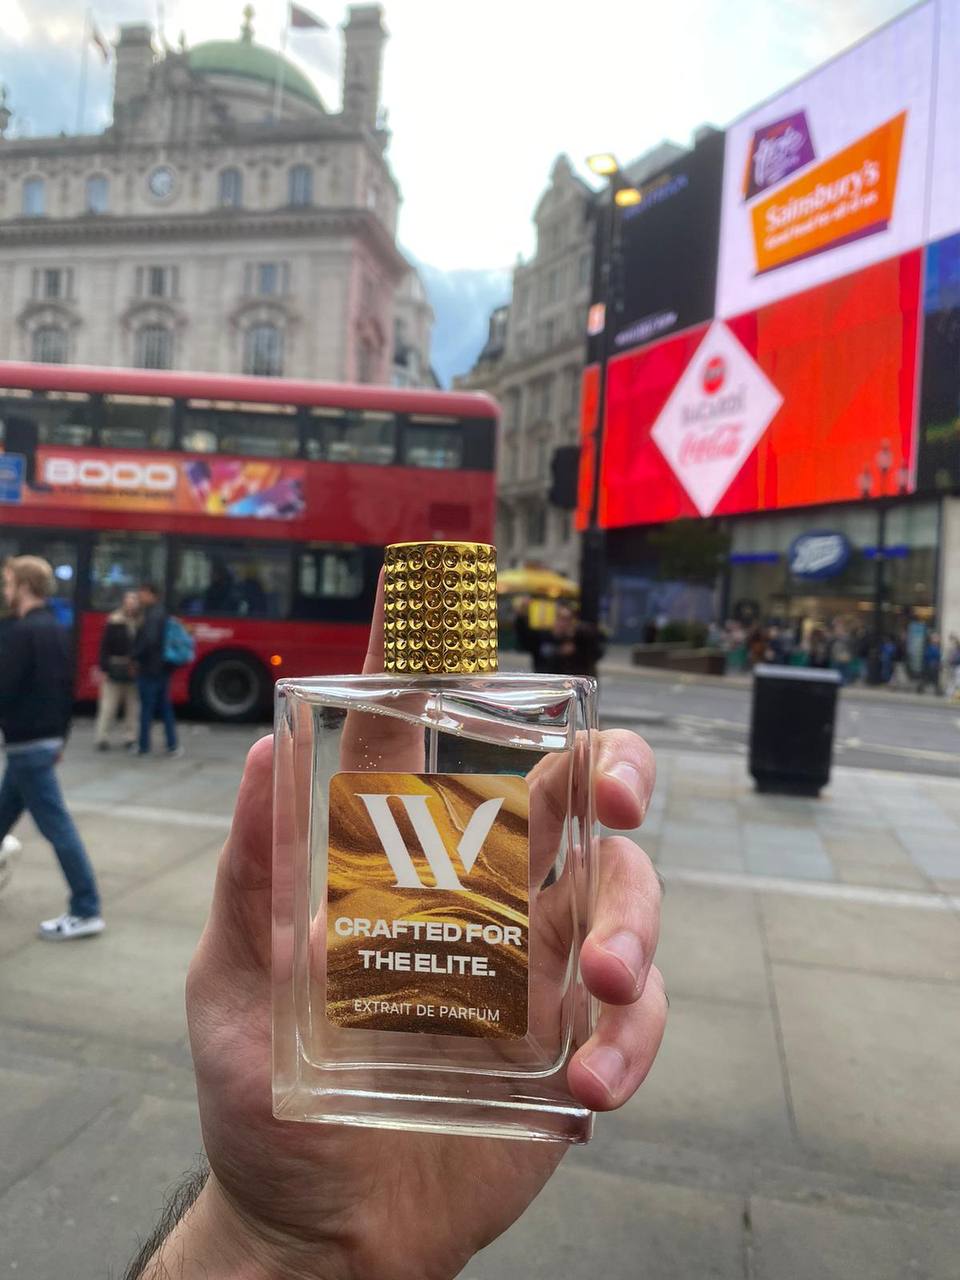 Sainsbury's
8000
Coca-Cola
Boots
W
CRAFTED FOR
THE ELITE.
EXTRAIT DE PARFUM